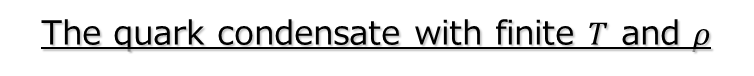 The quark condensate with finite T and ρ